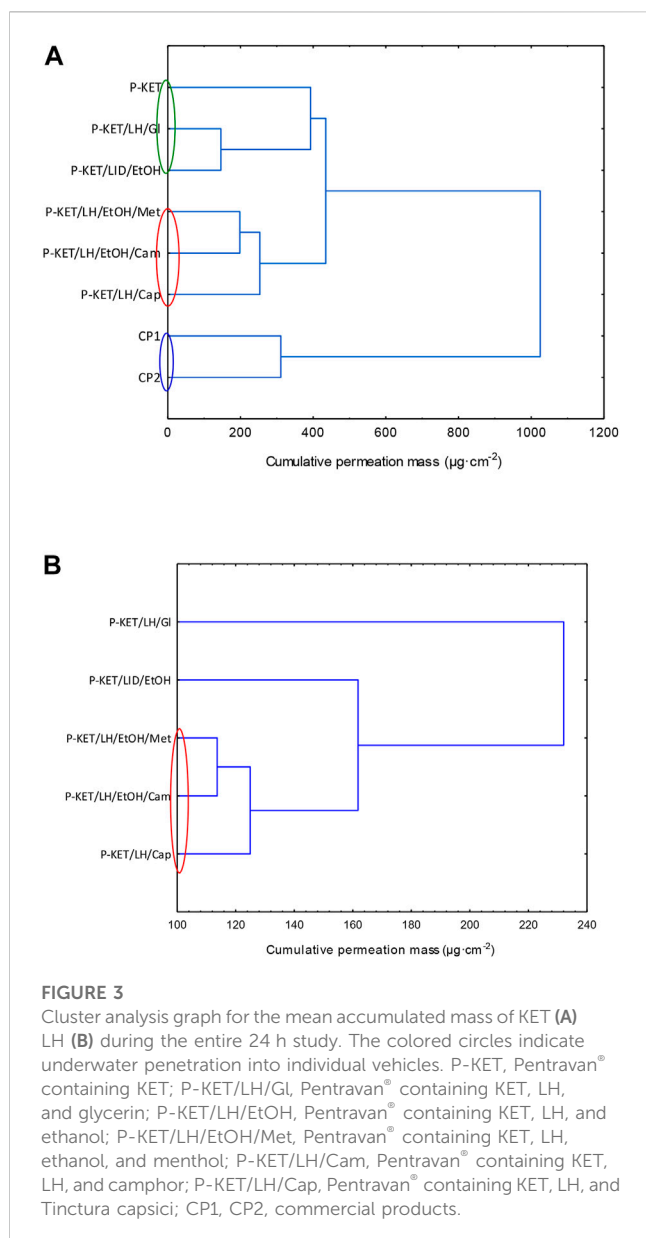 A
P-KET
P-KET/LH/Gl
P-KET/LID/EtOH
P-KET/LH/EtOH/Met
P-KET/LH/EtOH/Cam
P-KET/LH/Cap
CP1
CP2
0 200 400 600 800 1000 1200
Cumulative permeation mass (µg·cm⁻²)
B
P-KET/LH/Gl
P-KET/LID/EtOH
P-KET/LH/EtOH/Met
P-KET/LH/EtOH/Cam
P-KET/LH/Cap
100 120 140 160 180 200 220 240
Cumulative permeation mass (µg·cm⁻²)
FIGURE 3
Cluster analysis graph for the mean accumulated mass of KET (A)
LH (B) during the entire 24 h study. The colored circles indicate
underwater penetration into individual vehicles. P-KET, Pentravan®
containing KET; P-KET/LH/Gl, Pentravan® containing KET, LH,
and glycerin; P-KET/LH/EtOH, Pentravan® containing KET, LH, and
ethanol; P-KET/LH/EtOH/Met, Pentravan® containing KET, LH,
ethanol, and menthol; P-KET/LH/Cam, Pentravan® containing KET,
LH, and camphor; P-KET/LH/Cap, Pentravan® containing KET, LH, and
Tinctura capsici; CP1, CP2, commercial products.